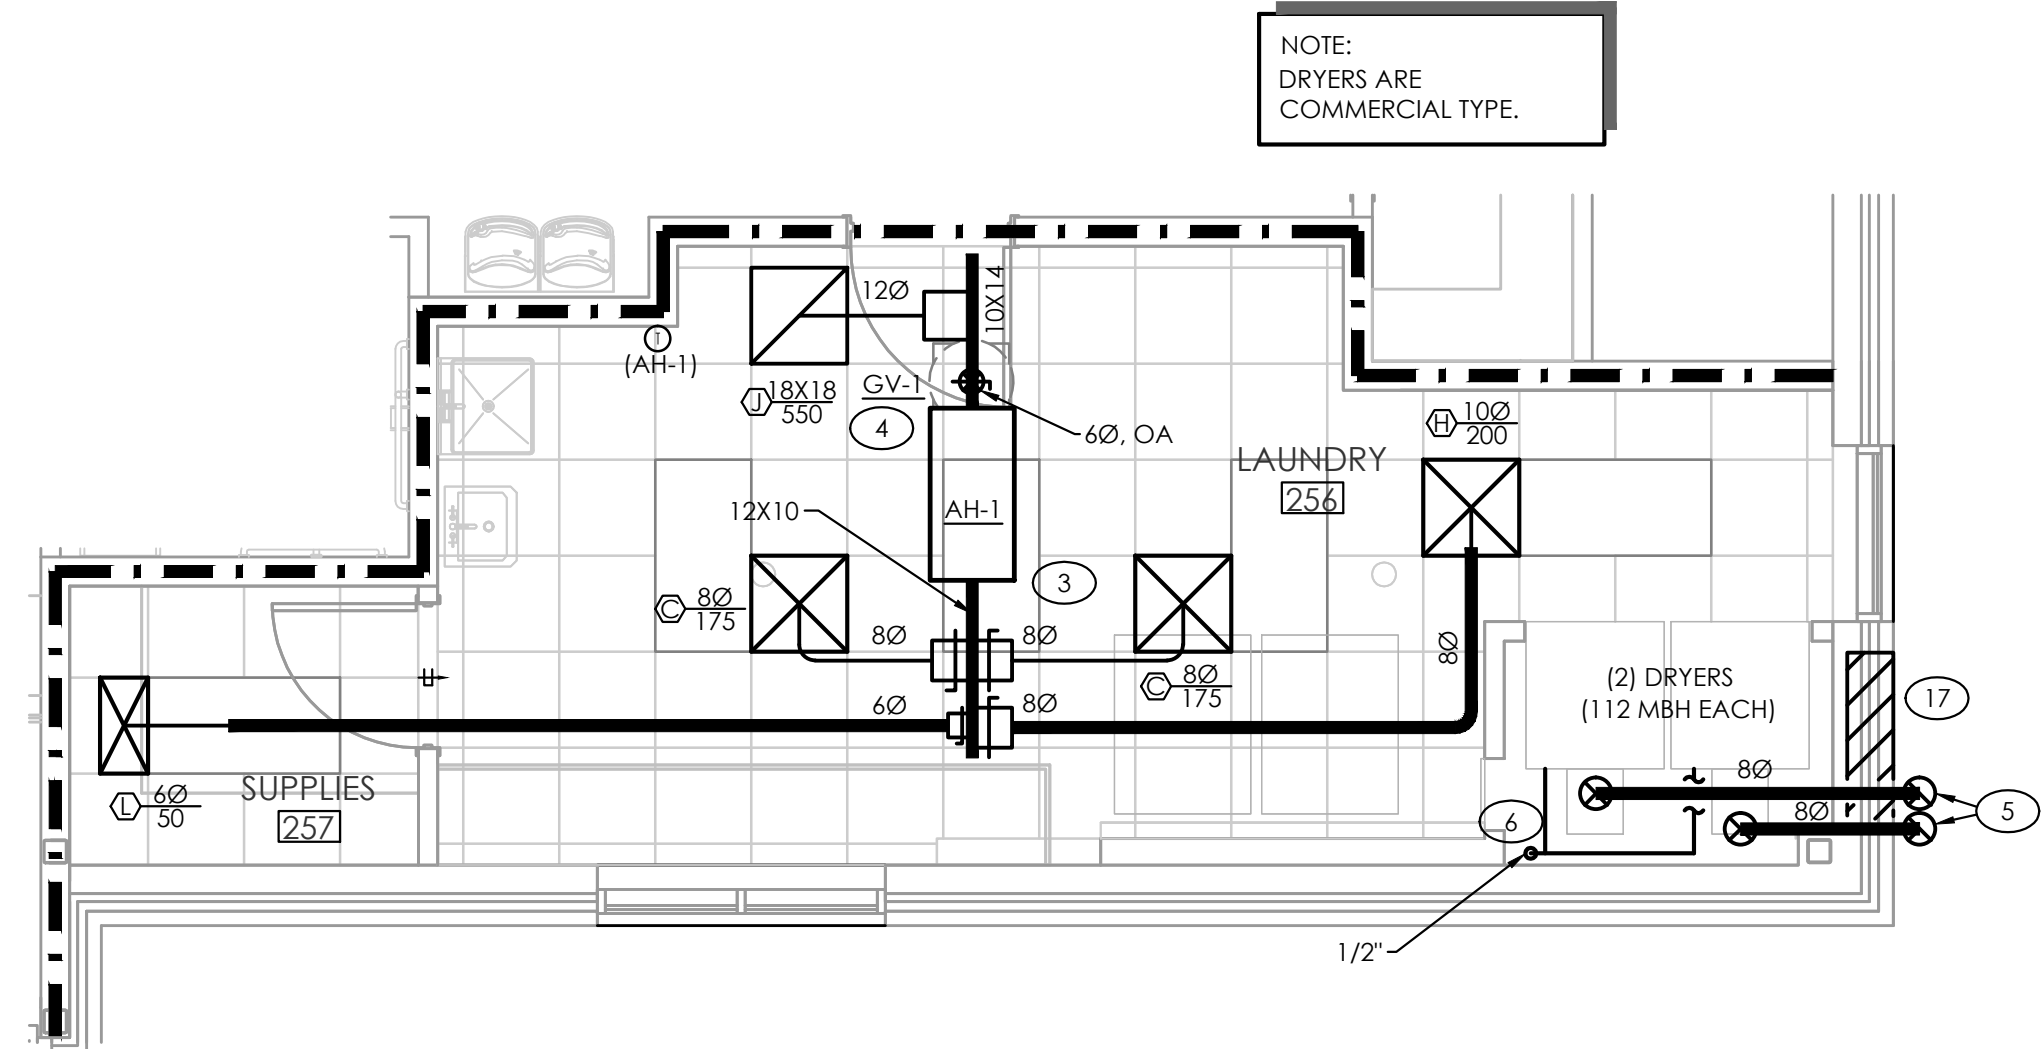 NOTE:
DRYERS ARE
COMMERCIAL TYPE.
12Ø
10X14
T
(AH-1)
J 18X18
550
GV-1
4
6Ø, OA
H 10Ø
200
LAUNDRY
256
12X10
AH-1
3
C 8Ø
175
8Ø
8Ø
8Ø
C 8Ø
175
(2) DRYERS
(112 MBH EACH)
17
U
6Ø
8Ø
L 6Ø
50
SUPPLIES
257
8Ø
8Ø
6
5
1/2"